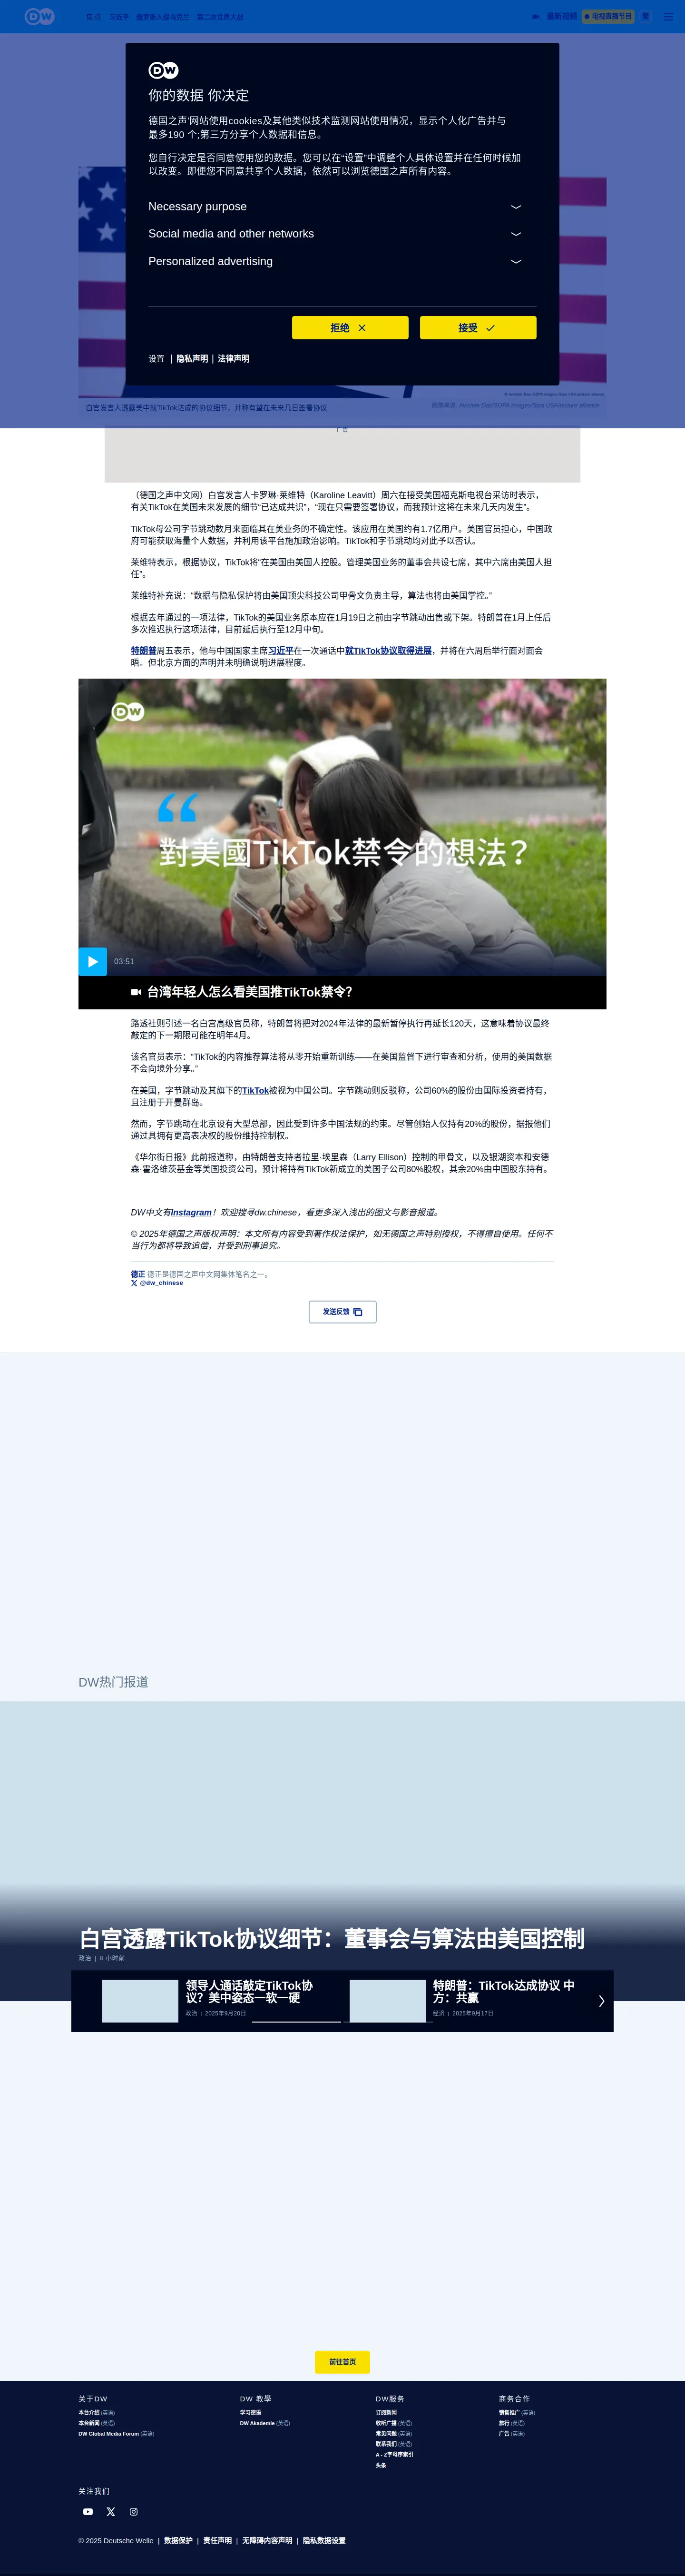 DW
焦点 习近平 俄罗斯入侵乌克兰 第二次世界大战
最新视频 电视直播节目 繁
DW
你的数据 你决定
德国之声'网站使用cookies及其他类似技术监测网站使用情况，显示个人化广告并与
最多190 个;第三方分享个人数据和信息。
您自行决定是否同意使用您的数据。您可以在“设置”中调整个人具体设置并在任何时候加
以改变。即便您不同意共享个人数据，依然可以浏览德国之声所有内容。
Necessary purpose
Social media and other networks
Personalized advertising
拒绝
接受
设置 | 隐私声明 | 法律声明
白宫发言人透露美中就TikTok达成的协议细节，并称有望在未来几日签署协议
图像来源: Avishek Das/SOPA Images/Sipa USA/picture alliance
广告
（德国之声中文网）白宫发言人卡罗琳·莱维特（Karoline Leavitt）周六在接受美国福克斯电视台采访时表示，
有关TikTok在美国未来发展的细节“已达成共识”，“现在只需要签署协议，而我预计这将在未来几天内发生”。
TikTok母公司字节跳动数月来面临其在美业务的不确定性。该应用在美国约有1.7亿用户。美国官员担心，中国政
府可能获取海量个人数据，并利用该平台施加政治影响。TikTok和字节跳动均对此予以否认。
莱维特表示，根据协议，TikTok将“在美国由美国人控股。管理美国业务的董事会共设七席，其中六席由美国人担
任”。
莱维特补充说：“数据与隐私保护将由美国顶尖科技公司甲骨文负责主导，算法也将由美国掌控。”
根据去年通过的一项法律，TikTok的美国业务原本应在1月19日之前由字节跳动出售或下架。特朗普在1月上任后
多次推迟执行这项法律，目前延后执行至12月中旬。
特朗普周五表示，他与中国国家主席习近平在一次通话中就TikTok协议取得进展，并将在六周后举行面对面会
晤。但北京方面的声明并未明确说明进展程度。
DW
對美國TikTok禁令的想法？
03:51
台湾年轻人怎么看美国推TikTok禁令？
路透社则引述一名白宫高级官员称，特朗普将把对2024年法律的最新暂停执行再延长120天，这意味着协议最终
敲定的下一期限可能在明年4月。
该名官员表示：“TikTok的内容推荐算法将从零开始重新训练——在美国监督下进行审查和分析，使用的美国数据
不会向境外分享。”
在美国，字节跳动及其旗下的TikTok被视为中国公司。字节跳动则反驳称，公司60%的股份由国际投资者持有，
且注册于开曼群岛。
然而，字节跳动在北京设有大型总部，因此受到许多中国法规的约束。尽管创始人仅持有20%的股份，据报他们
通过具拥有更高表决权的股份维持控制权。
《华尔街日报》此前报道称，由特朗普支持者拉里·埃里森（Larry Ellison）控制的甲骨文，以及银湖资本和安德
森·霍洛维茨基金等美国投资公司，预计将持有TikTok新成立的美国子公司80%股权，其余20%由中国股东持有。
DW中文有Instagram！欢迎搜寻dw.chinese，看更多深入浅出的图文与影音报道。
© 2025年德国之声版权声明：本文所有内容受到著作权法保护，如无德国之声特别授权，不得擅自使用。任何不
当行为都将导致追偿，并受到刑事追究。
德正 德正是德国之声中文网集体笔名之一。
@dw_chinese
发送反馈
DW热门报道
白宫透露TikTok协议细节：董事会与算法由美国控制
政治 | 8 小时前
领导人通话敲定TikTok协
议？美中姿态一软一硬
政治 | 2025年9月20日
特朗普：TikTok达成协议 中
方：共赢
经济 | 2025年9月17日
前往首页
关于DW
本台介绍 (英语)
本台新闻 (英语)
DW Global Media Forum (英语)
DW 教學
学习德语
DW Akademie (英语)
DW服务
订阅新闻
收听广播 (英语)
常见问题 (英语)
联系我们 (英语)
A - Z字母序索引
头条
商务合作
销售推广 (英语)
旅行 (英语)
广告 (英语)
关注我们
© 2025 Deutsche Welle | 数据保护 | 责任声明 | 无障碍内容声明 | 隐私数据设置